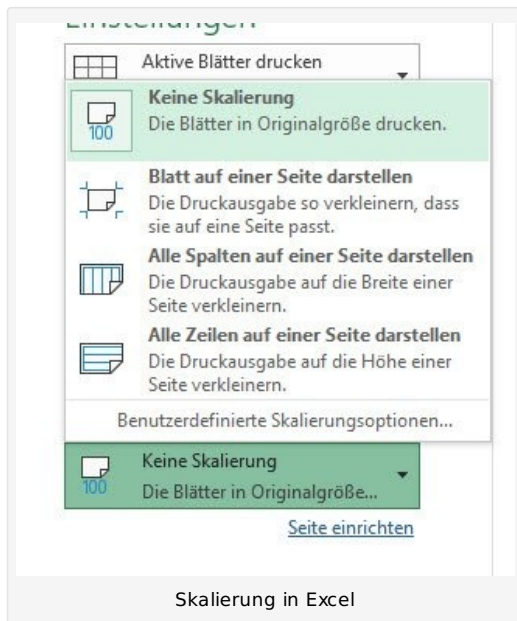 Einstellungen
Aktive Blätter drucken
Keine Skalierung
100
Die Blätter in Originalgröße drucken.
Blatt auf einer Seite darstellen
Die Druckausgabe so verkleinern, dass
sie auf eine Seite passt.
Alle Spalten auf einer Seite darstellen
Die Druckausgabe auf die Breite einer
Seite verkleinern.
Alle Zeilen auf einer Seite darstellen
Die Druckausgabe auf die Höhe einer
Seite verkleinern.
Benutzerdefinierte Skalierungsoptionen...
Keine Skalierung
100
Die Blätter in Originalgröße...
Seite einrichten
Skalierung in Excel